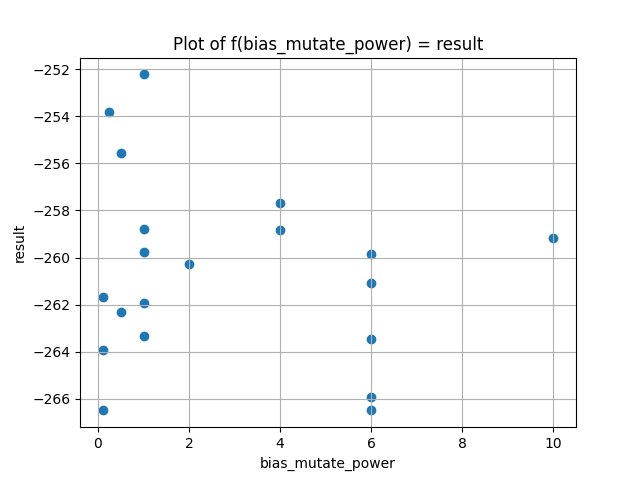 Plot of f(bias_mutate_power) = result
−252
−254
−256
−258
−260
−262
−264
−266
result
0 2 4 6 8 10
bias_mutate_power